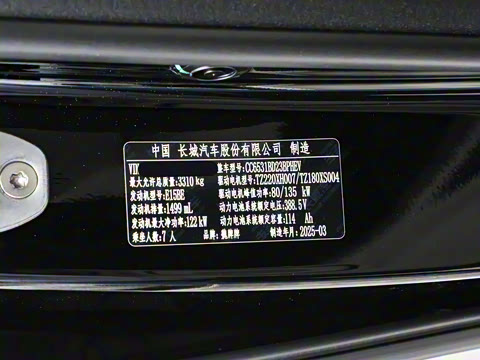 中国 长城汽车股份有限公司 制造
VIN 整车型号:CC6531BD23BPHEV
最大允许总质量:3310 kg 驱动电机型号:TZ220XH007/TZ180XS004
发动机型号:E15BE 驱动电机峰值功率:80/135 kW
发动机排量:1499 mL 动力电池系统额定电压:388.5V
发动机最大净功率:122 kW 动力电池系统额定容量:114 Ah
乘坐人数:7 人 品牌:魏牌牌 制造年月:2025-03